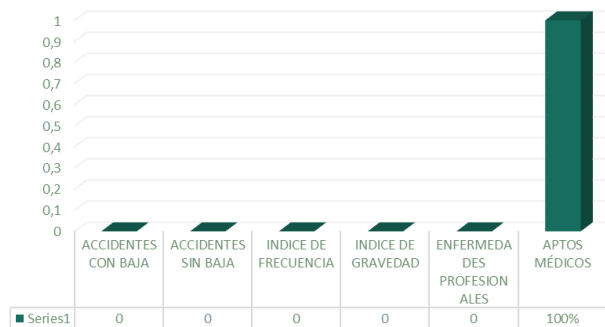 1
0,9
0,8
0,7
0,6
0,5
0,4
0,3
0,2
0,1
0
ACCIDENTES
CON BAJA
ACCIDENTES
SIN BAJA
INDICE DE
FRECUENCIA
INDICE DE
GRAVEDAD
ENFERMEDA
DES
PROFESION
ALES
APTOS
MÉDICOS
Series1 0 0 0 0 0 100%